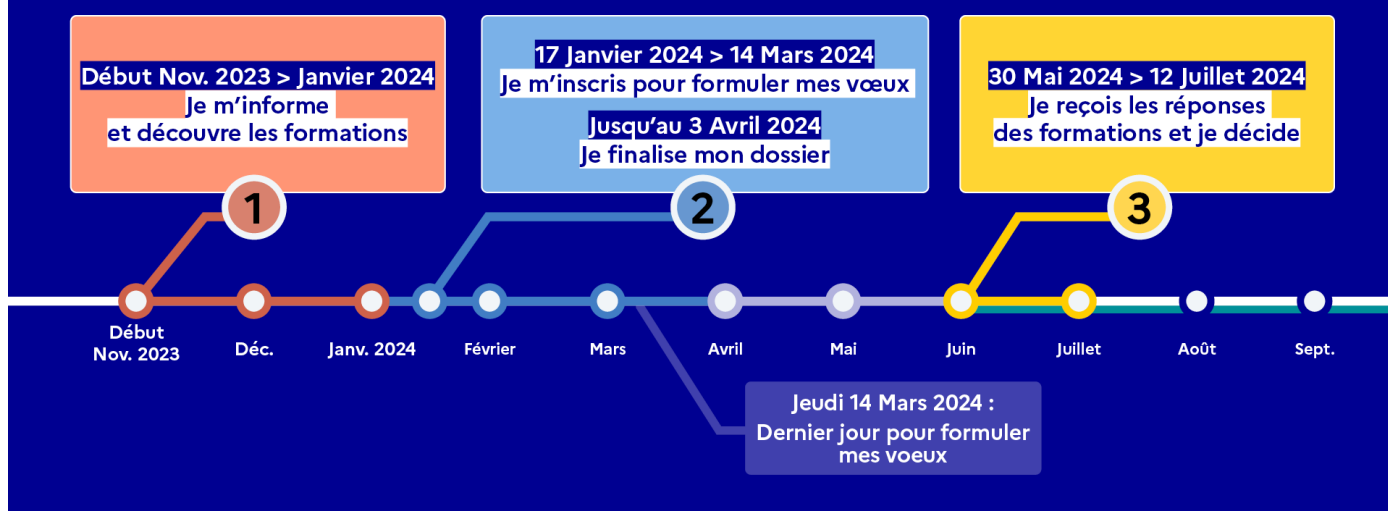 Début Nov. 2023 > Janvier 2024
Je m’informe
et découvre les formations
1
17 Janvier 2024 > 14 Mars 2024
Je m’inscris pour formuler mes vœux
Jusqu’au 3 Avril 2024
Je finalise mon dossier
2
30 Mai 2024 > 12 Juillet 2024
Je reçois les réponses
des formations et je décide
3
Début
Nov. 2023
Déc.
Janv. 2024
Février
Mars
Avril
Mai
Juin
Juillet
Août
Sept.
Jeudi 14 Mars 2024 :
Dernier jour pour formuler
mes voeux